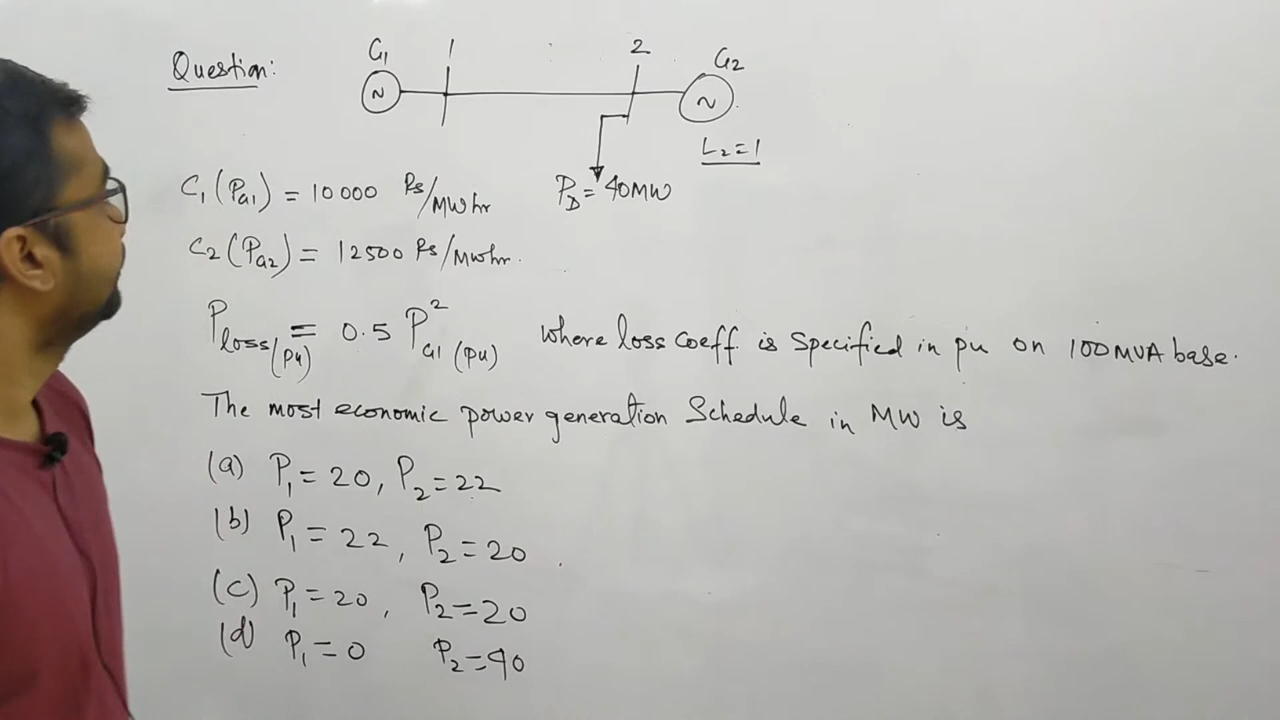 Question:
G1 1 2 G2
~ ~
L2=1
C1(PG1) = 10000 Rs/MWhr PD= 40MW
C2(PG2) = 12500 Rs/MWhr.
Ploss(pu) = 0.5 P²G1(pu) where loss coeff. is specified in pu on 100MVA base.
The most economic power generation Schedule in MW is
(a) P1=20, P2=22
(b) P1=22, P2=20
(c) P1=20, P2=20
(d) P1=0 P2=40